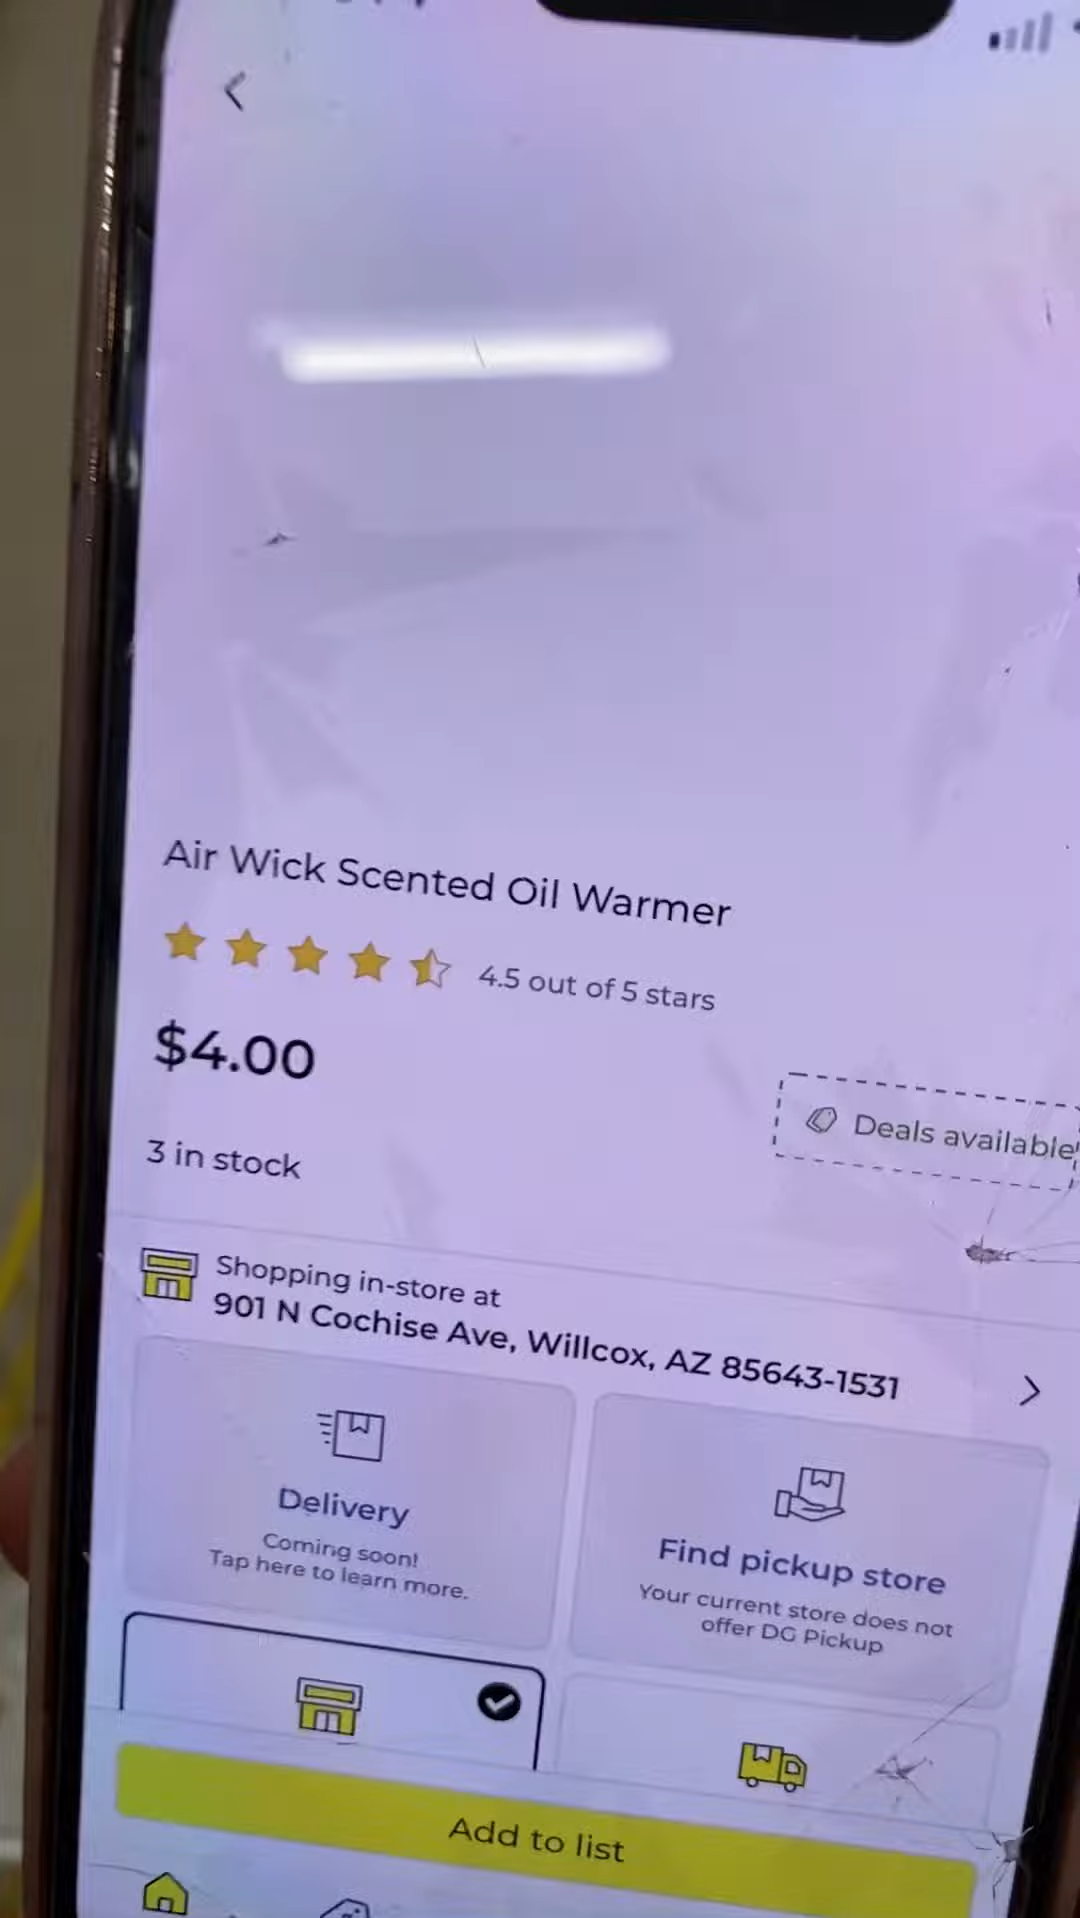 Air Wick Scented Oil Warmer
4.5 out of 5 stars
$4.00
Deals available
3 in stock
Shopping in-store at
901 N Cochise Ave, Willcox, AZ 85643-1531
Delivery
Coming soon!
Tap here to learn more.
Find pickup store
Your current store does not
offer DG Pickup
Add to list